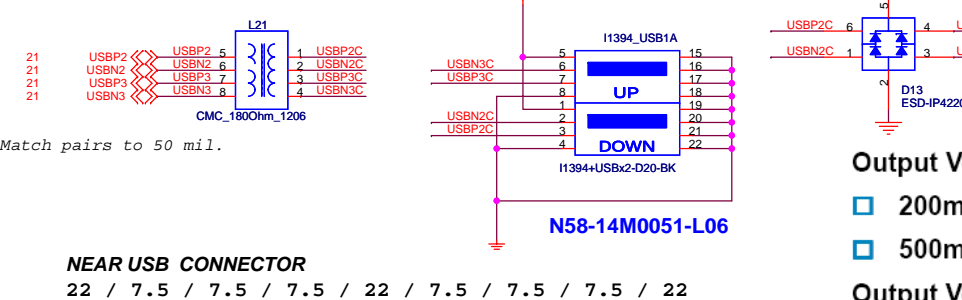 L21
21 USBP2 USBP2 5 1 USBP2C
21 USBN2 USBN2 6 2 USBN2C
21 USBP3 USBP3 7 3 USBP3C
21 USBN3 USBN3 8 4 USBN3C
CMC_180Ohm_1206
Match pairs to 50 mil.
I1394_USB1A
5 15
USBN3C 6 16
USBP3C 7 17
8 UP 18
1 19
USBN2C 2 20
USBP2C 3 21
4 DOWN 22
I1394+USBx2-D20-BK
N58-14M0051-L06
5
USBP2C 6 4
USBN2C 1 3
2
D13
Output
200m
500m
Output
NEAR USB CONNECTOR
22 / 7.5 / 7.5 / 7.5 / 22 / 7.5 / 7.5 / 7.5 / 22